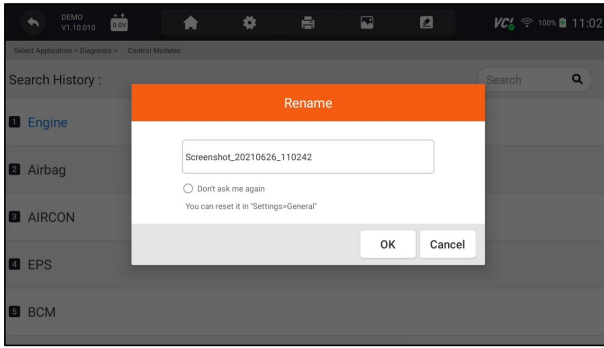 DEMO
V1.10.010
0.0V
VCI 100% 11:02
Select Application > Diagnosis > Control Modules
Search History :
Search
Rename
Screenshot_20210626_110242
Don't ask me again
You can reset it in "Settings>General"
OK Cancel
1 Engine
2 Airbag
3 AIRCON
4 EPS
5 BCM